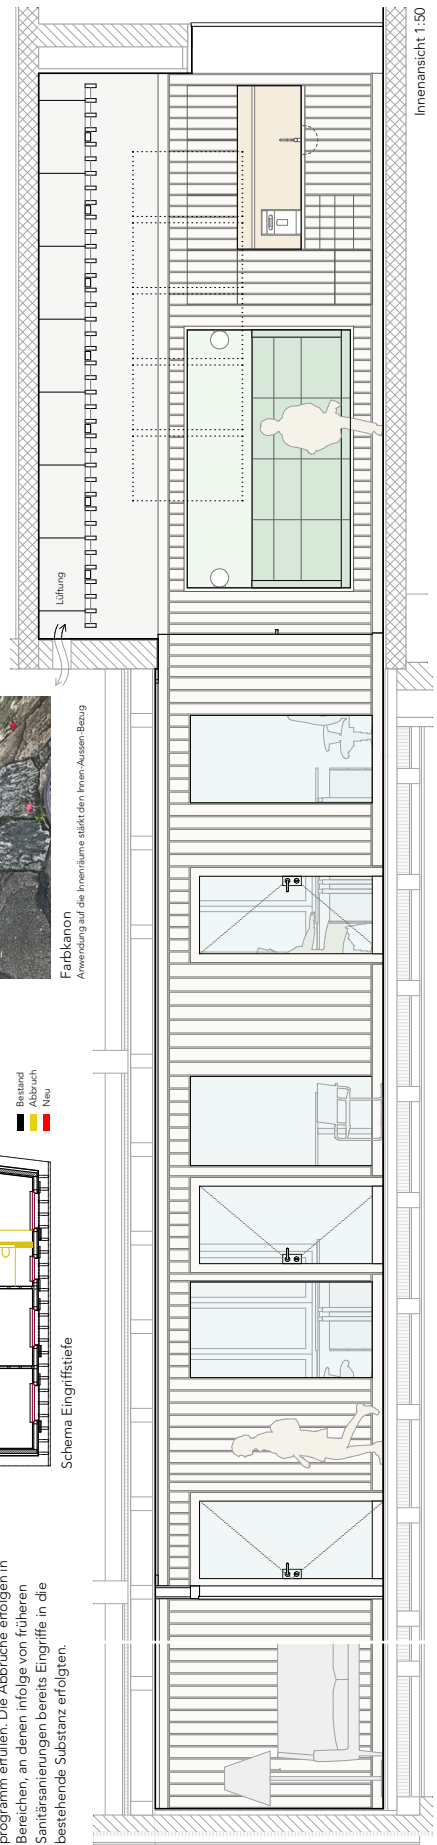 programm erfüllen. Die Abbrüche erfolgen in
Bereichen, an denen infolge von früheren
Sanitärsanierungen bereits Eingriffe in die
bestehende Substanz erfolgten.
Schema Eingriffstiefe
Bestand
Abbruch
Neu
Farbkanon
Anwendung auf die Innenräume stärkt den Innen-Aussen-Bezug
Lüftung
Innenansicht 1:50